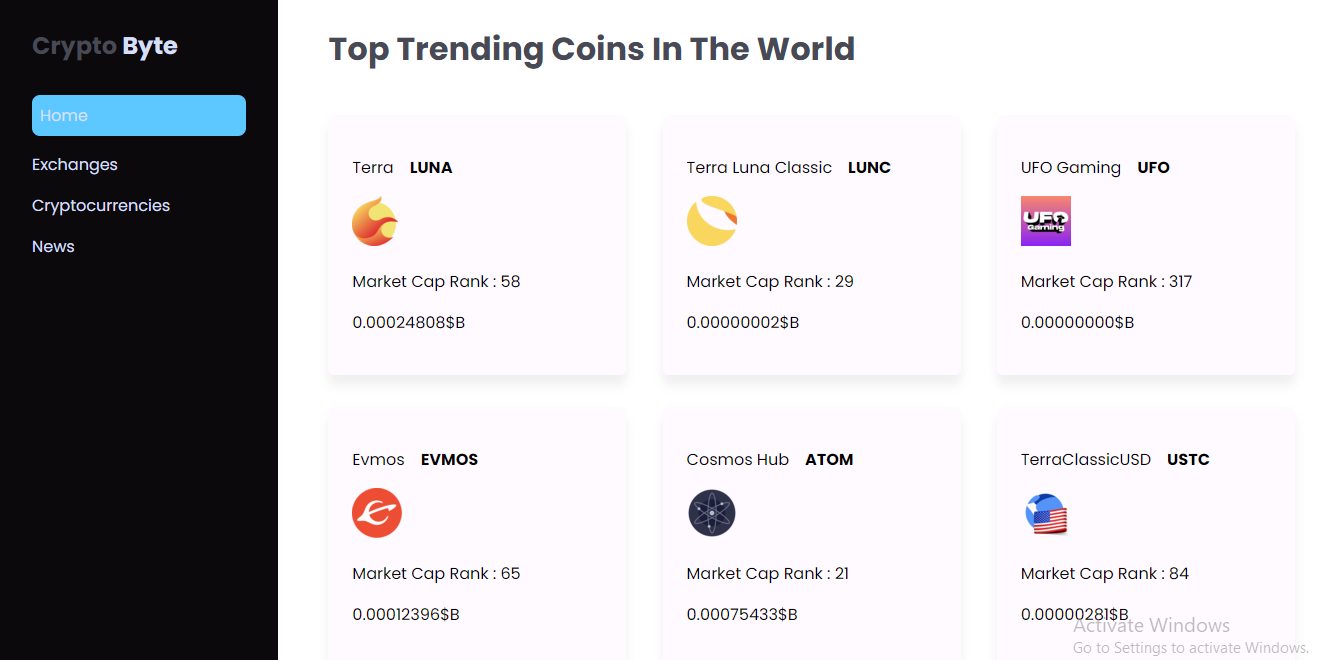 Crypto Byte
Home
Exchanges
Cryptocurrencies
News
Top Trending Coins In The World
Terra LUNA
Market Cap Rank : 58
0.00024808$B
Terra Luna Classic LUNC
Market Cap Rank : 29
0.00000002$B
UFO Gaming UFO
UFO
Gaming
Market Cap Rank : 317
0.00000000$B
Evmos EVMOS
Market Cap Rank : 65
0.00012396$B
Cosmos Hub ATOM
Market Cap Rank : 21
0.00075433$B
TerraClassicUSD USTC
Market Cap Rank : 84
0.00000281$B
Activate Windows
Go to Settings to activate Windows.